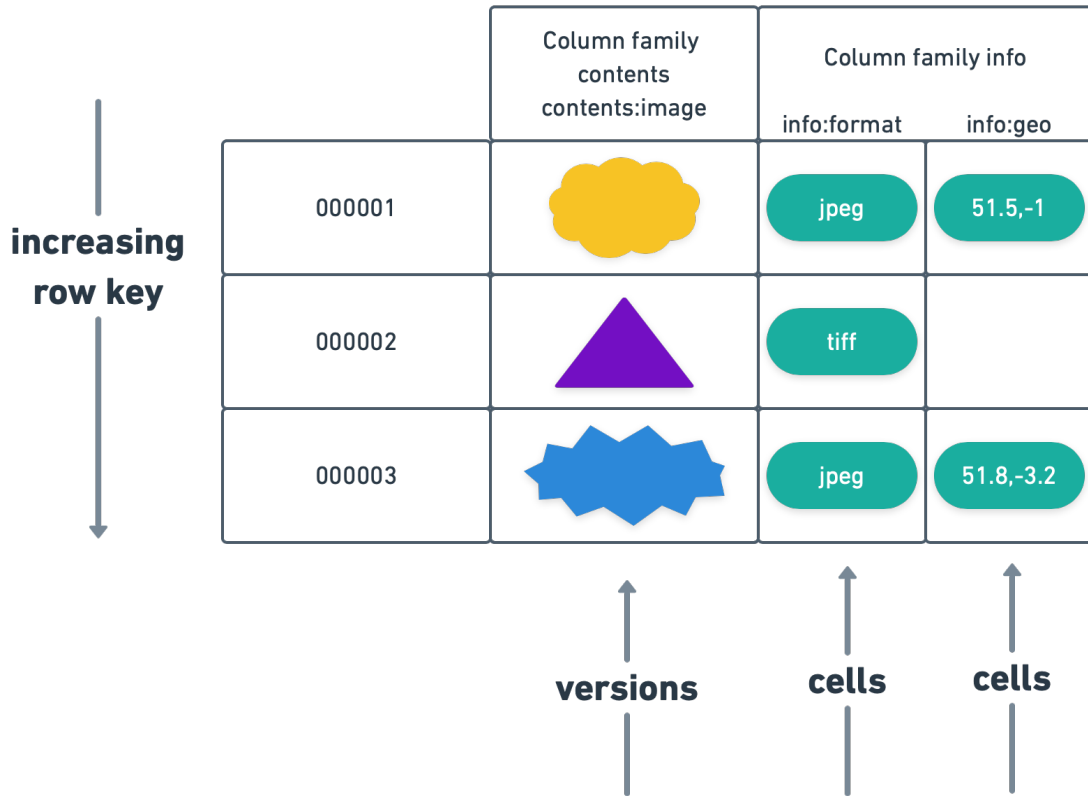 Column family
contents
contents:image
Column family info
info:format
info:geo
increasing
row key
000001
jpeg
51.5,-1
000002
tiff
000003
jpeg
51.8,-3.2
versions
cells
cells